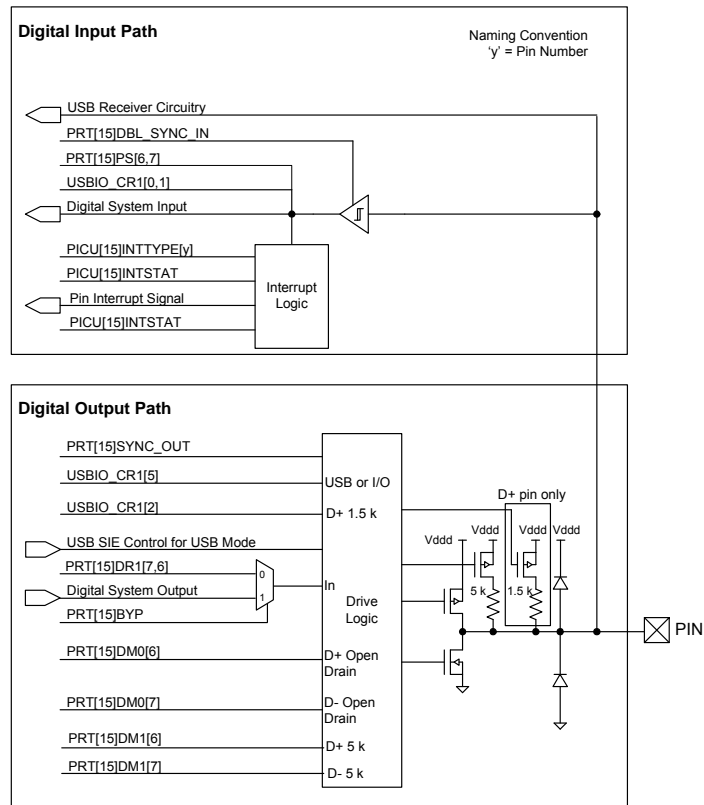 Digital Input Path
Naming Convention
‘y’ = Pin Number
USB Receiver Circuitry
PRT[15]DBL_SYNC_IN
PRT[15]PS[6,7]
USBIO_CR1[0,1]
Digital System Input
PICU[15]INTTYPE[y]
PICU[15]INTSTAT
Pin Interrupt Signal
PICU[15]INTSTAT
Interrupt
Logic
Digital Output Path
PRT[15]SYNC_OUT
USBIO_CR1[5]
USB or I/O
USBIO_CR1[2]
D+ 1.5 k
D+ pin only
Vddd
Vddd
Vddd
Vddd
USB SIE Control for USB Mode
PRT[15]DR1[7,6]
0
Digital System Output
1
In
PRT[15]BYP
Drive
Logic
5 k
1.5 k
PIN
PRT[15]DM0[6]
D+ Open
Drain
PRT[15]DM0[7]
D- Open
Drain
PRT[15]DM1[6]
D+ 5 k
PRT[15]DM1[7]
D- 5 k